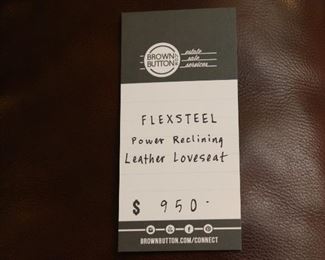 BROWN
BUTTON
estate
sale
services
FLEXSTEEL
Power Reclining
Leather Loveseat
$ 950-
BROWNBUTTON.COM/CONNECT